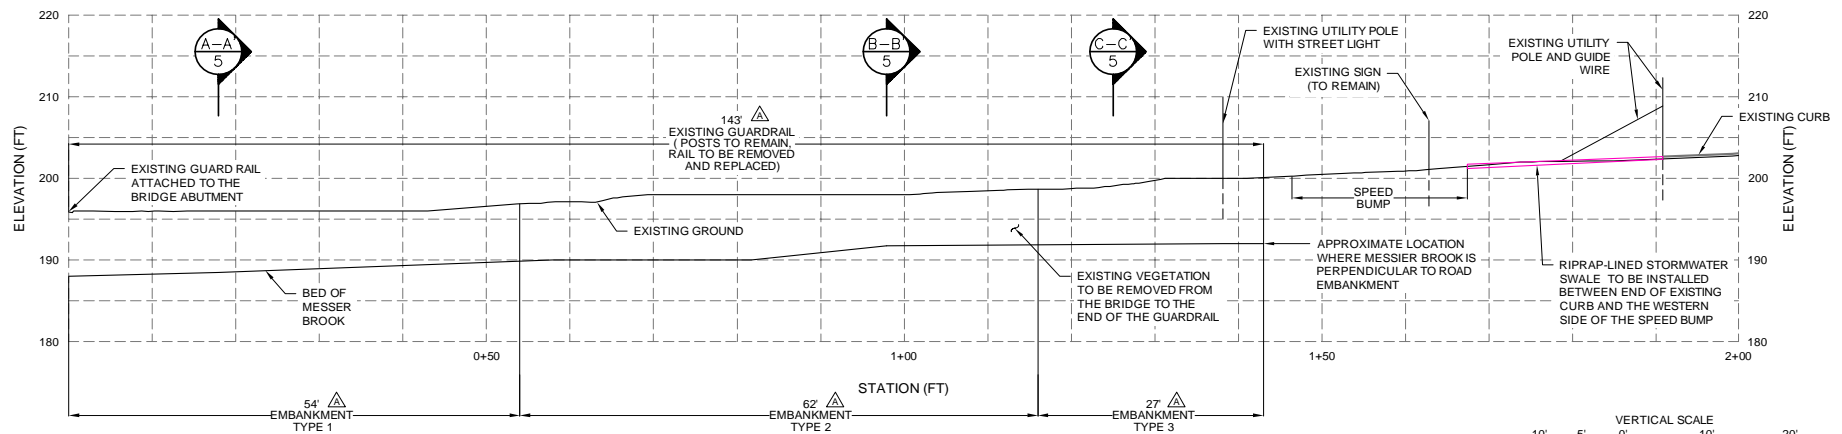 220
220
A-A'
5
B-B'
5
C-C'
5
EXISTING UTILITY POLE
WITH STREET LIGHT
EXISTING UTILITY
POLE AND GUIDE
WIRE
EXISTING SIGN
(TO REMAIN)
210
210
143' A
EXISTING GUARDRAIL
( POSTS TO REMAIN,
RAIL TO BE REMOVED
AND REPLACED)
EXISTING CURB
ELEVATION (FT)
ELEVATION (FT)
EXISTING GUARD RAIL
ATTACHED TO THE
BRIDGE ABUTMENT
200
200
SPEED
BUMP
EXISTING GROUND
APPROXIMATE LOCATION
WHERE MESSIER BROOK IS
PERPENDICULAR TO ROAD
EMBANKMENT
190
190
BED OF
MESSER
BROOK
EXISTING VEGETATION
TO BE REMOVED FROM
THE BRIDGE TO THE
END OF THE GUARDRAIL
RIPRAP-LINED STORMWATER
SWALE TO BE INSTALLED
BETWEEN END OF EXISTING
CURB AND THE WESTERN
SIDE OF THE SPEED BUMP
180
180
0+50
1+00
1+50
2+00
STATION (FT)
54' A
EMBANKMENT
TYPE 1
62' A
EMBANKMENT
TYPE 2
27' A
EMBANKMENT
TYPE 3
VERTICAL SCALE
10' 5' 0' 10' 20'